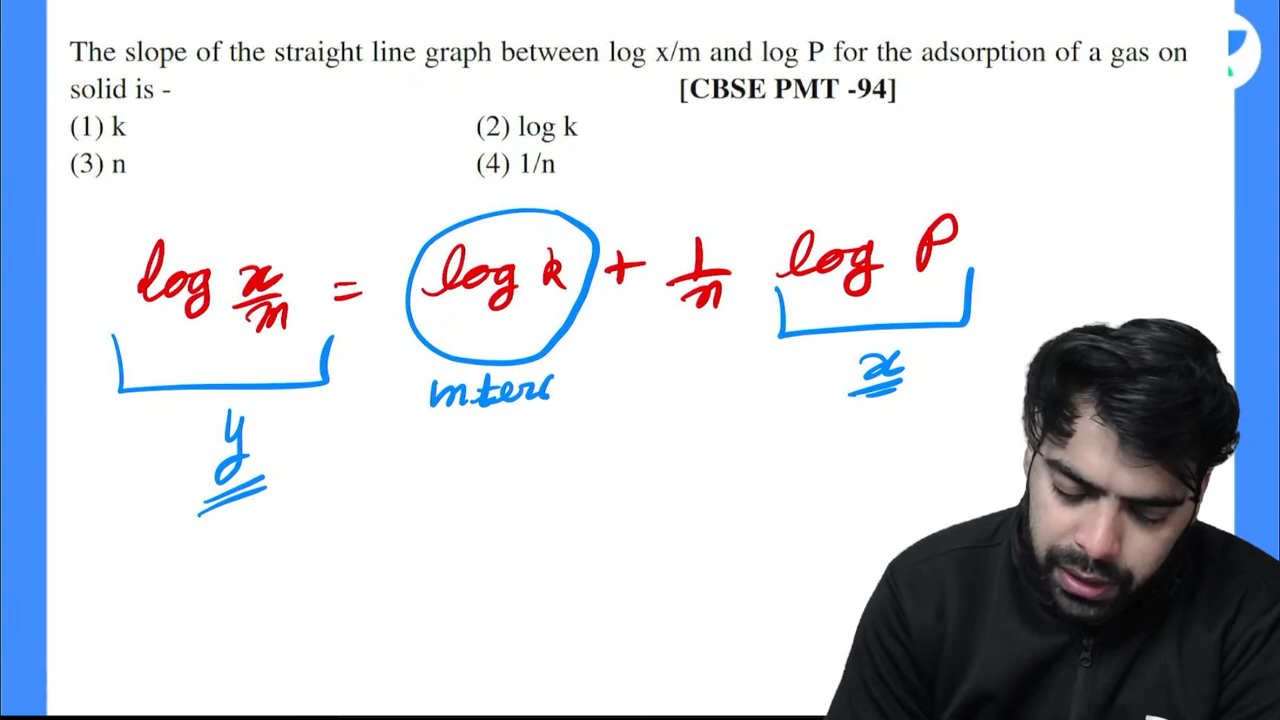 The slope of the straight line graph between log x/m and log P for the adsorption of a gas on
solid is - [CBSE PMT -94]
(1) k (2) log k
(3) n (4) 1/n
log x/m = log k + 1/n log P
inter
y
x